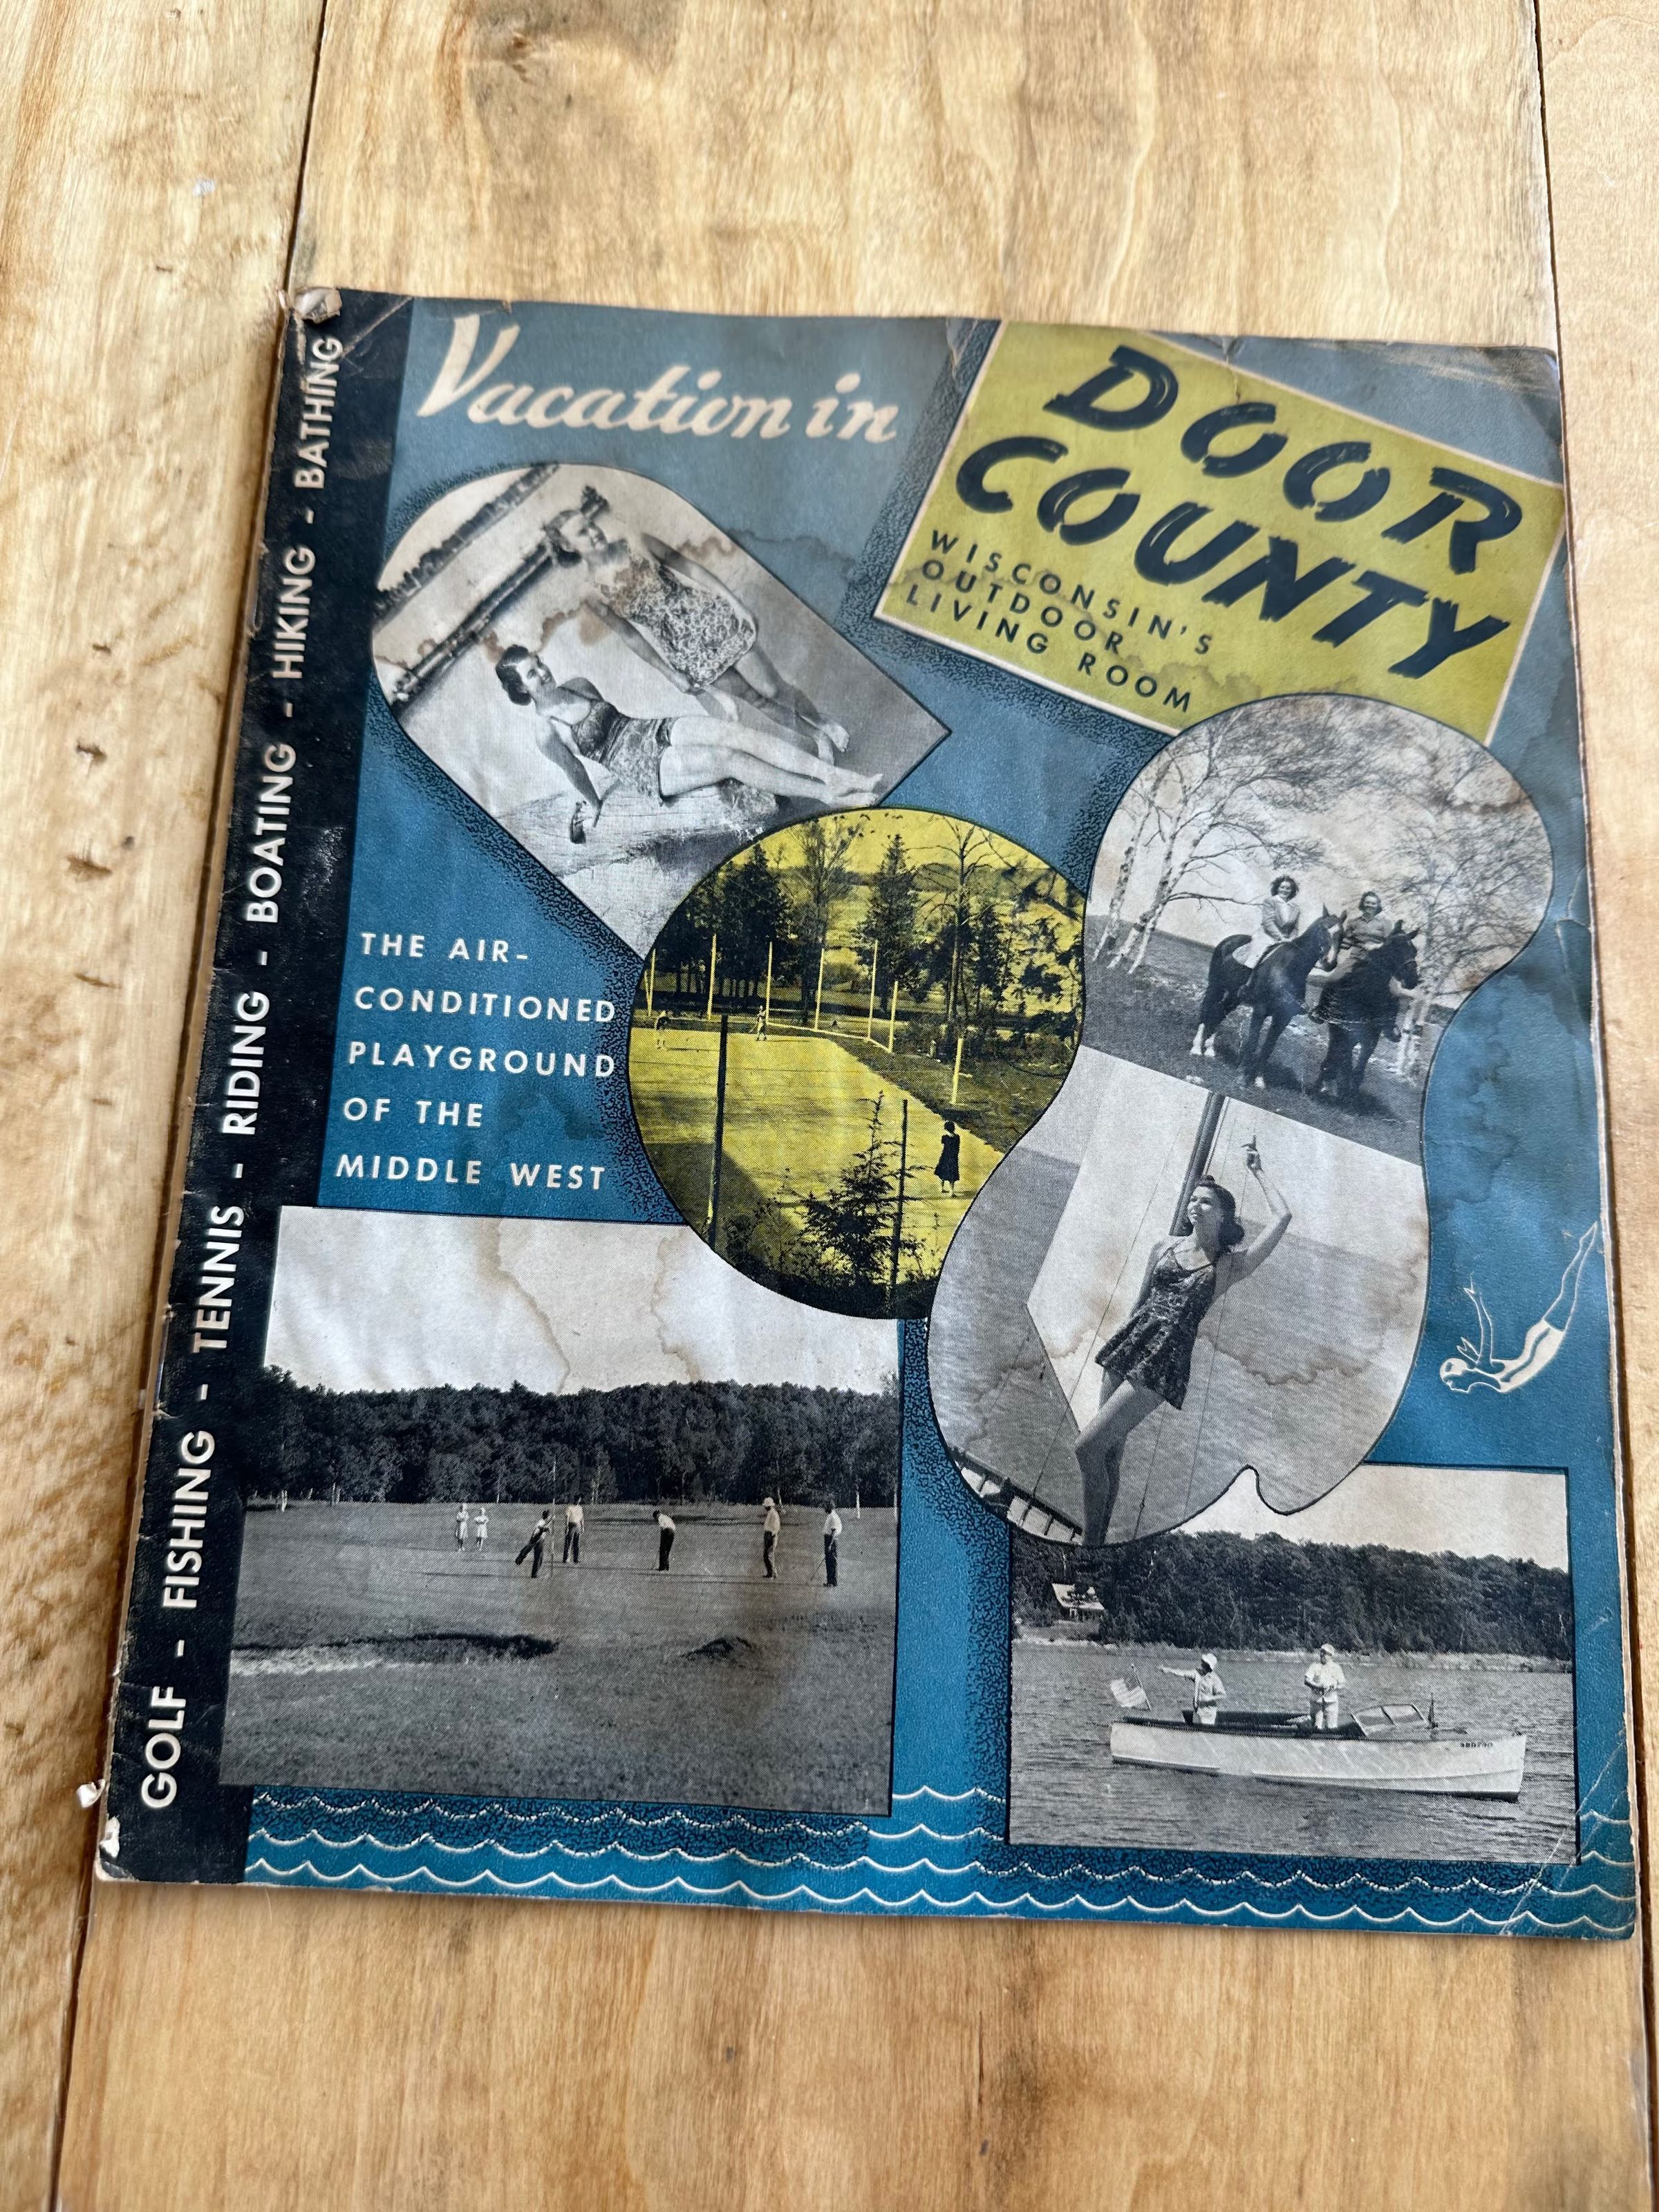 Vacation in
DOOR
COUNTY
WISCONSIN'S
OUTDOOR
LIVING ROOM
THE AIR-
CONDITIONED
PLAYGROUND
OF THE
MIDDLE WEST
GOLF - FISHING - TENNIS - RIDING - BOATING - HIKING - BATHING